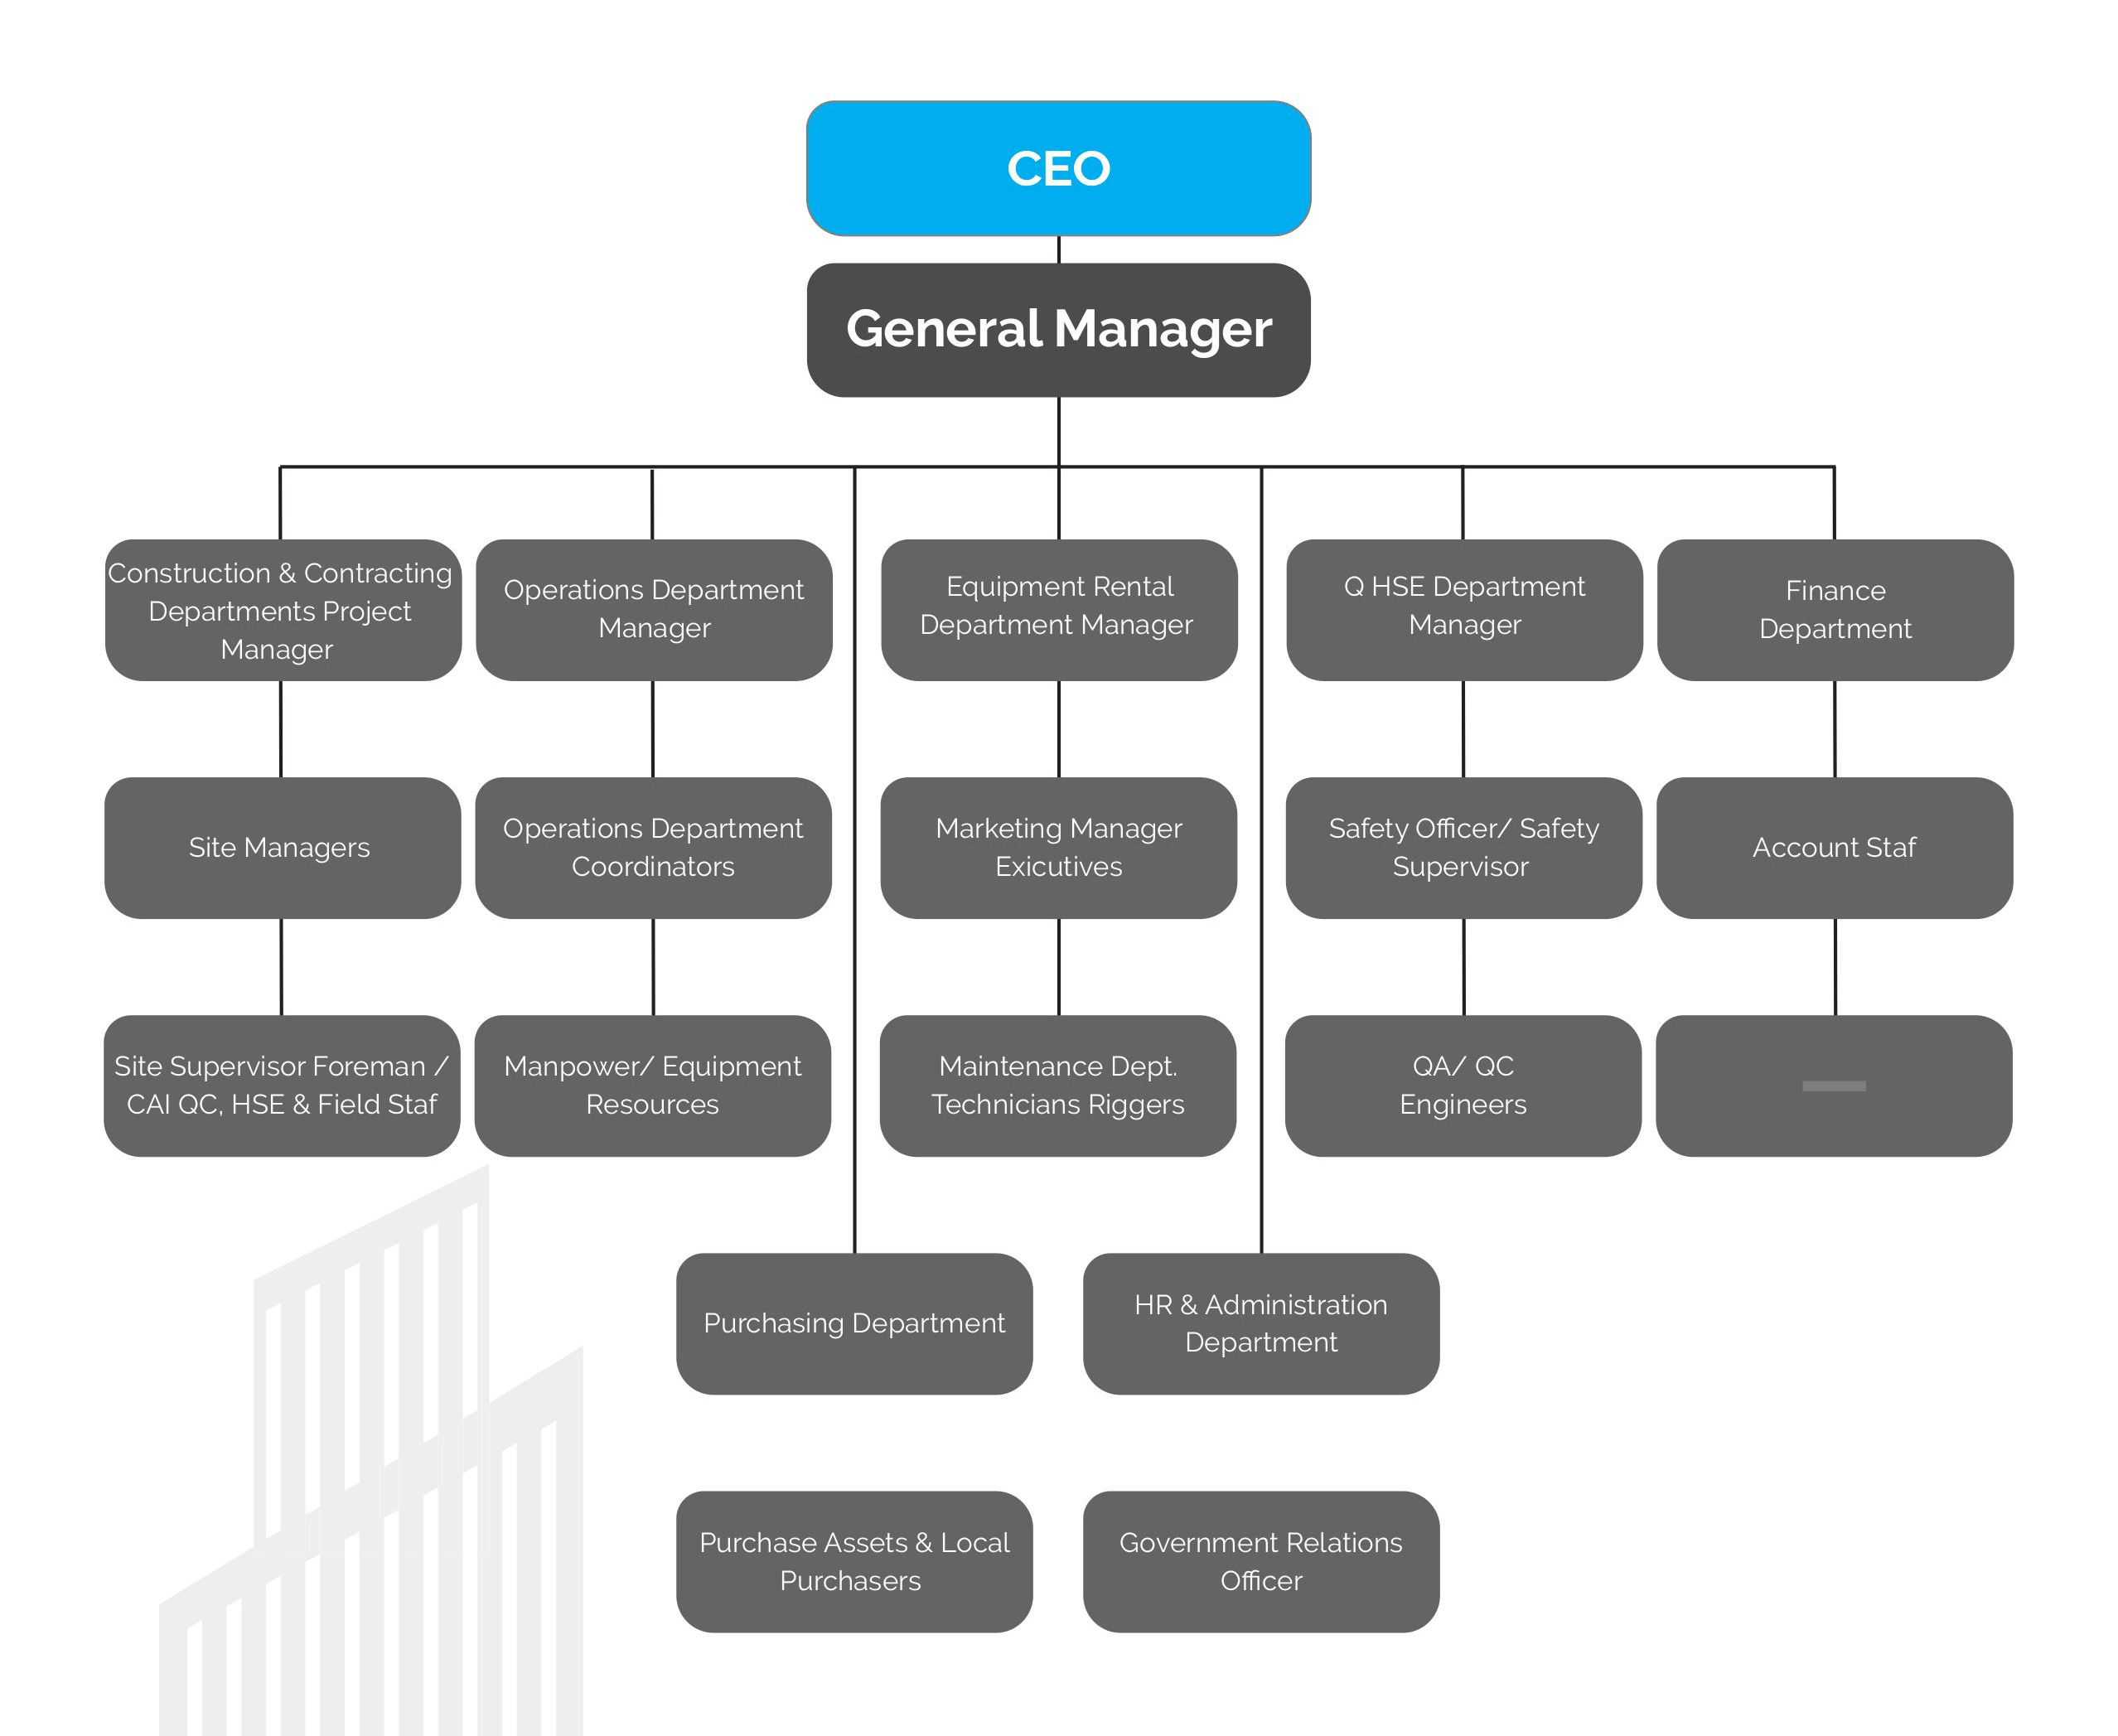 CEO
General Manager
Construction & Contracting
Departments Project
Manager
Operations Department
Manager
Equipment Rental
Department Manager
Q HSE Department
Manager
Finance
Department
Site Managers
Operations Department
Coordinators
Marketing Manager
Exicutives
Safety Officer/ Safety
Supervisor
Account Staf
Site Supervisor Foreman /
CAI QC, HSE & Field Staf
Manpower/ Equipment
Resources
Maintenance Dept.
Technicians Riggers
QA/ QC
Engineers
Purchasing Department
HR & Administration
Department
Purchase Assets & Local
Purchasers
Government Relations
Officer